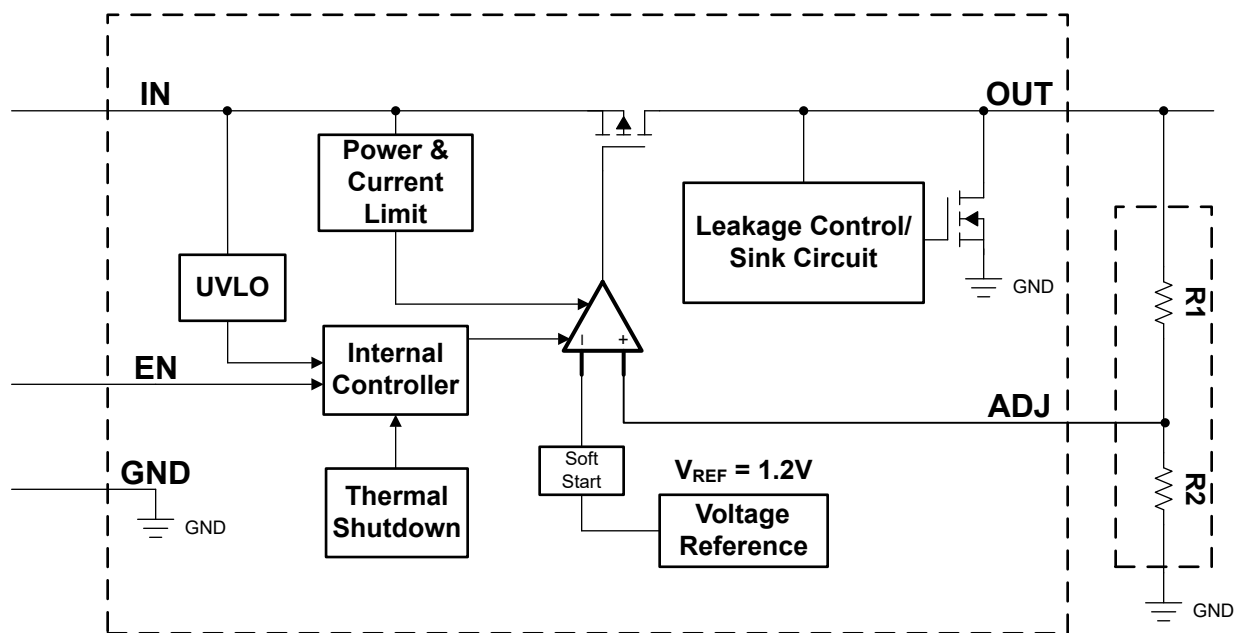 IN
OUT
Power &
Current
Limit
Leakage Control/
Sink Circuit
GND
UVLO
R1
EN
Internal
Controller
- +
ADJ
GND
GND
Thermal
Shutdown
Soft
Start
VREF = 1.2V
Voltage
Reference
R2
GND